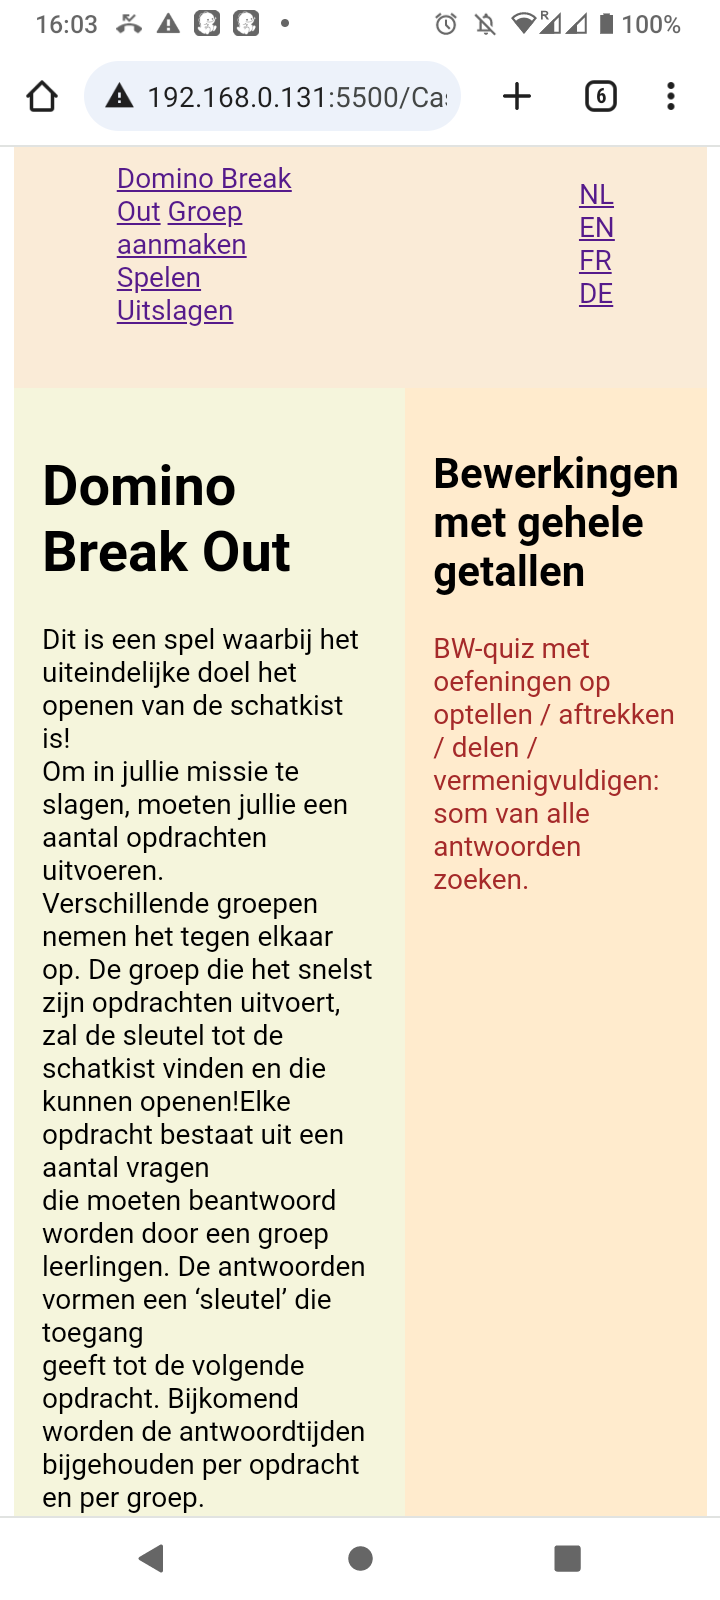 16:03
100%
192.168.0.131:5500/Ca
6
Domino Break
Out Groep
aanmaken
Spelen
Uitslagen
NL
EN
FR
DE
Domino
Break Out
Dit is een spel waarbij het
uiteindelijke doel het
openen van de schatkist
is!
Om in jullie missie te
slagen, moeten jullie een
aantal opdrachten
uitvoeren.
Verschillende groepen
nemen het tegen elkaar
op. De groep die het snelst
zijn opdrachten uitvoert,
zal de sleutel tot de
schatkist vinden en die
kunnen openen!Elke
opdracht bestaat uit een
aantal vragen
die moeten beantwoord
worden door een groep
leerlingen. De antwoorden
vormen een ‘sleutel’ die
toegang
geeft tot de volgende
opdracht. Bijkomend
worden de antwoordtijden
bijgehouden per opdracht
en per groep.
Bewerkingen
met gehele
getallen
BW-quiz met
oefeningen op
optellen / aftrekken
/ delen /
vermenigvuldigen:
som van alle
antwoorden
zoeken.